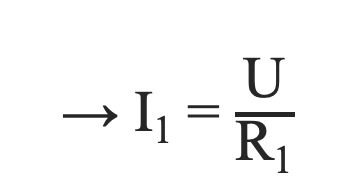 → I₁ = U/R₁